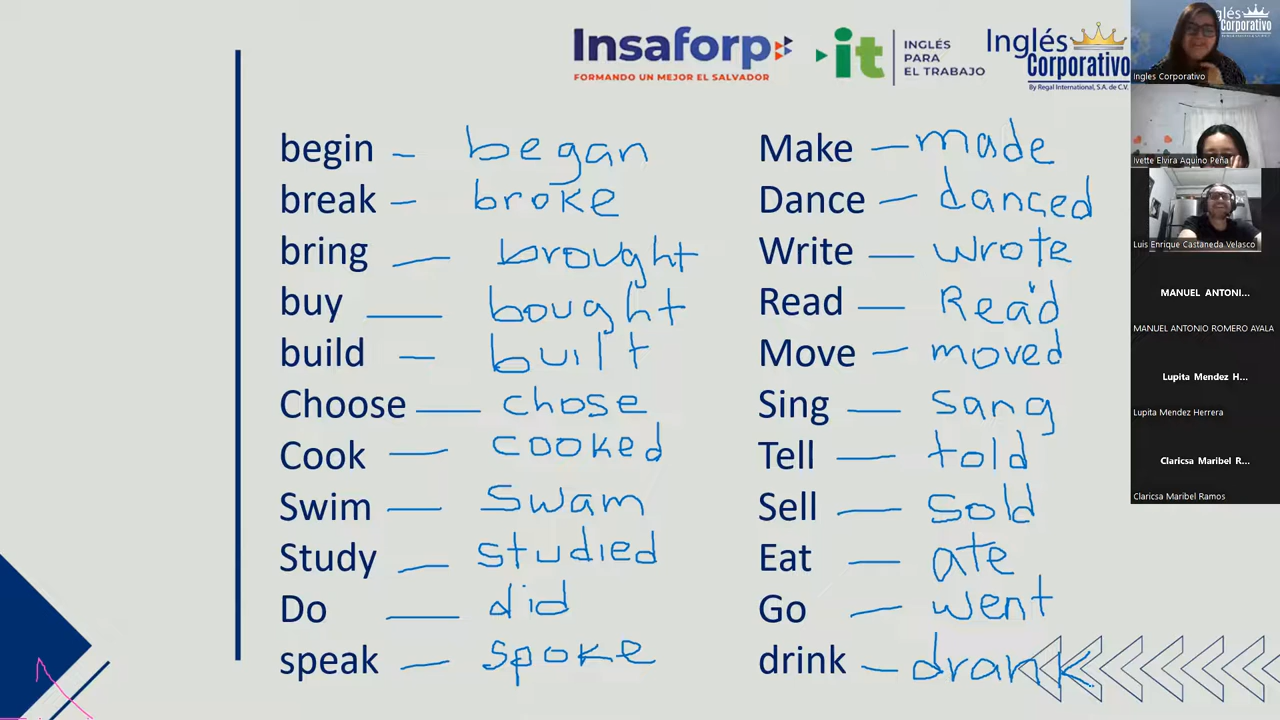 Insaforp
FORMANDO UN MEJOR EL SALVADOR
it
INGLÉS
PARA
EL TRABAJO
Inglés
Corporativo
By Regal International, S.A. de C.V.
begin - began
break - broke
bring - brought
buy - bought
build - built
Choose - chose
Cook - cooked
Swim - swam
Study - studied
Do - did
speak - spoke
Make - made
Dance - danced
Write - wrote
Read - Read
Move - moved
Sing - sang
Tell - told
Sell - sold
Eat - ate
Go - went
drink - drank
glés
Corporativo
Ingles Corporativo
Ivette Elvira Aquino Peña
Luis Enrique Castaneda Velasco
MANUEL ANTONI...
MANUEL ANTONIO ROMERO AYALA
Lupita Mendez H...
Lupita Mendez Herrera
Claricsa Maribel R...
Claricsa Maribel Ramos